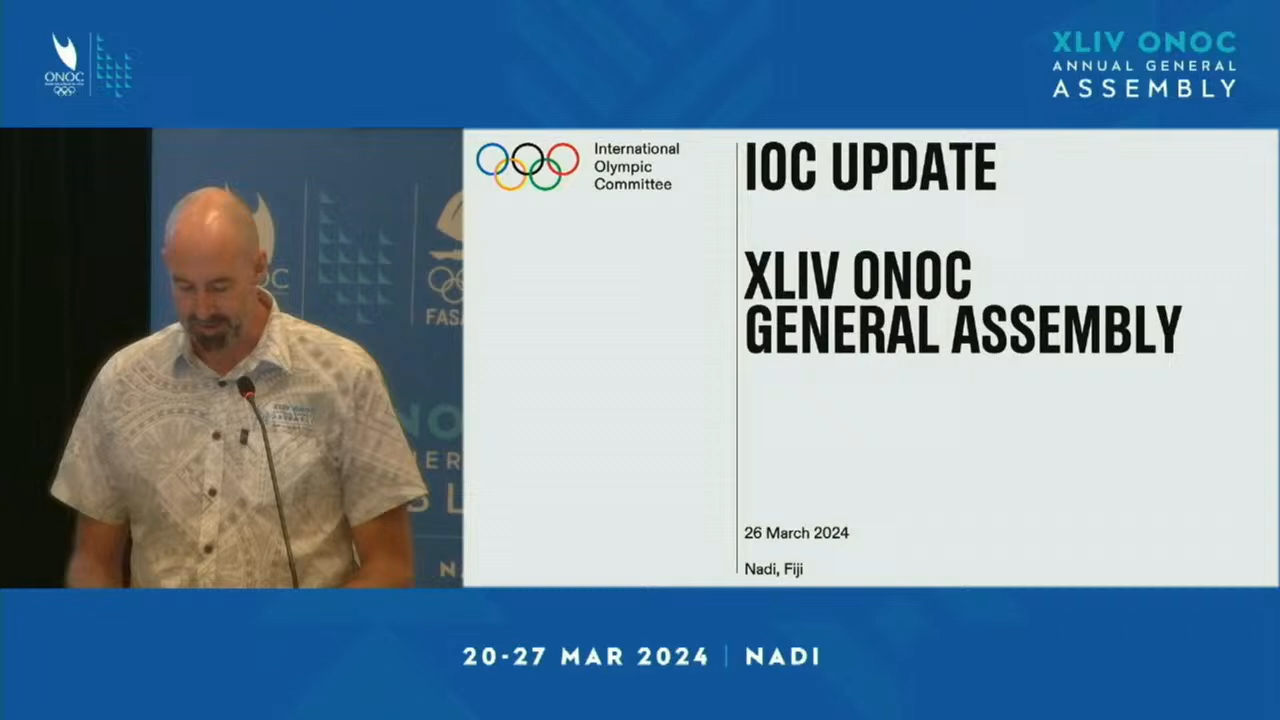 ONOC
XLIV ONOC
ANNUAL GENERAL
ASSEMBLY
International
Olympic
Committee
IOC UPDATE
XLIV ONOC
GENERAL ASSEMBLY
26 March 2024
Nadi, Fiji
20-27 MAR 2024 | NADI